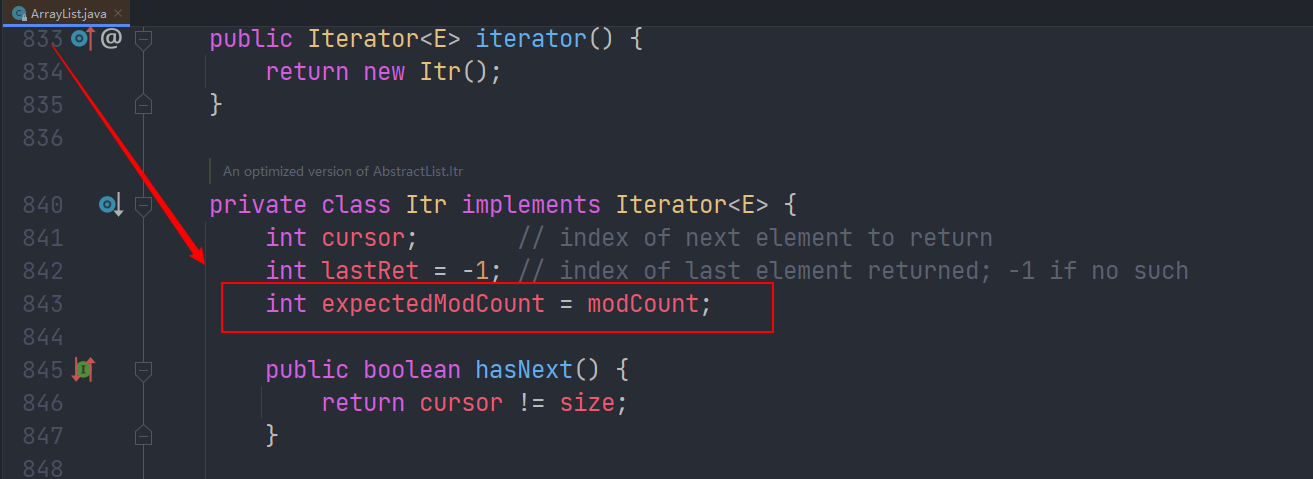 ArrayList.java
833 @ public Iterator<E> iterator() {
834 return new Itr();
835 }
836
An optimized version of AbstractList.Itr
840 private class Itr implements Iterator<E> {
841 int cursor; // index of next element to return
842 int lastRet = -1; // index of last element returned; -1 if no such
843 int expectedModCount = modCount;
844
845 public boolean hasNext() {
846 return cursor != size;
847 }
848